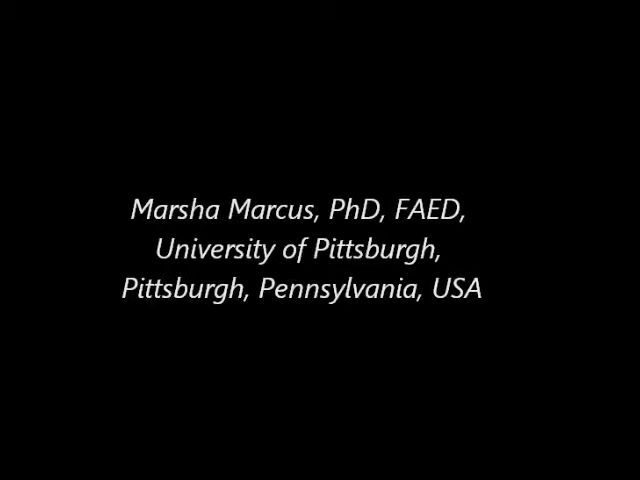 Marsha Marcus, PhD, FAED,
University of Pittsburgh,
Pittsburgh, Pennsylvania, USA